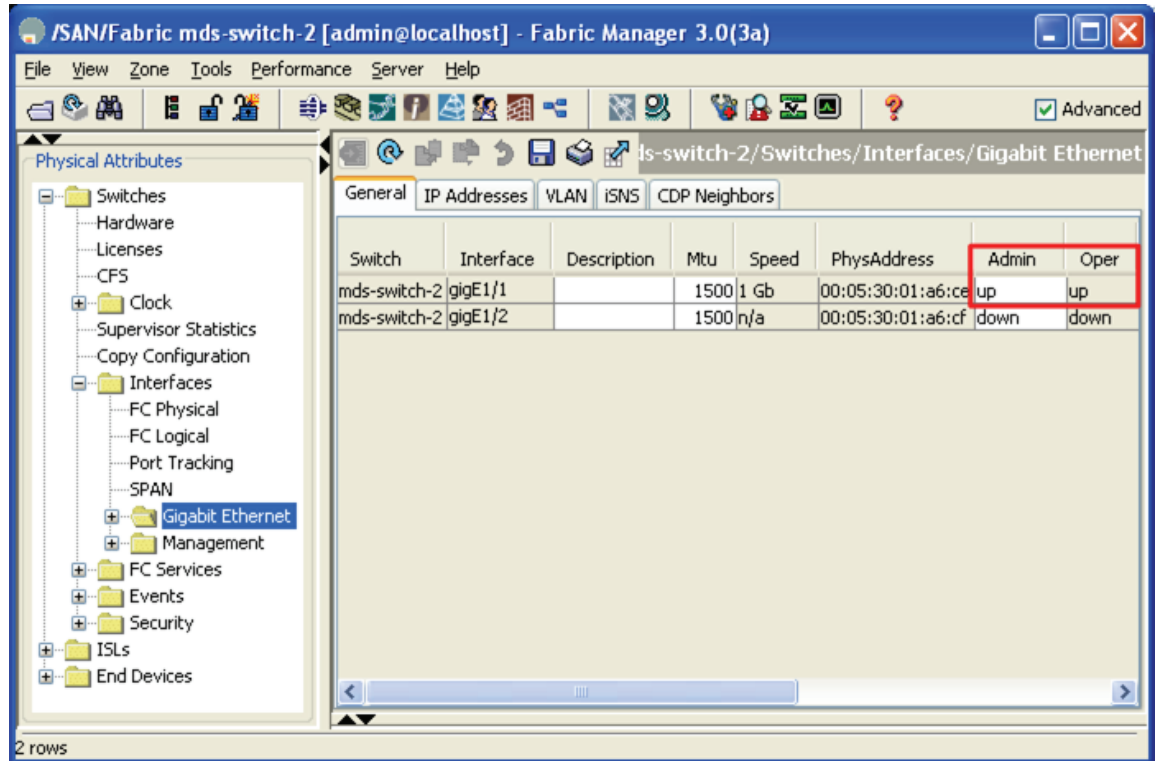 /SAN/Fabric mds-switch-2 [admin@localhost] - Fabric Manager 3.0(3a)
File View Zone Tools Performance Server Help
Advanced
Physical Attributes
Switches
Hardware
Licenses
CFS
Clock
Supervisor Statistics
Copy Configuration
Interfaces
FC Physical
FC Logical
Port Tracking
SPAN
Gigabit Ethernet
Management
FC Services
Events
Security
ISLs
End Devices
ds-switch-2/Switches/Interfaces/Gigabit Ethernet
General IP Addresses VLAN iSNS CDP Neighbors
Switch Interface Description Mtu Speed PhysAddress Admin Oper
mds-switch-2 gigE1/1 1500 1 Gb 00:05:30:01:a6:ce up up
mds-switch-2 gigE1/2 1500 n/a 00:05:30:01:a6:cf down down
2 rows